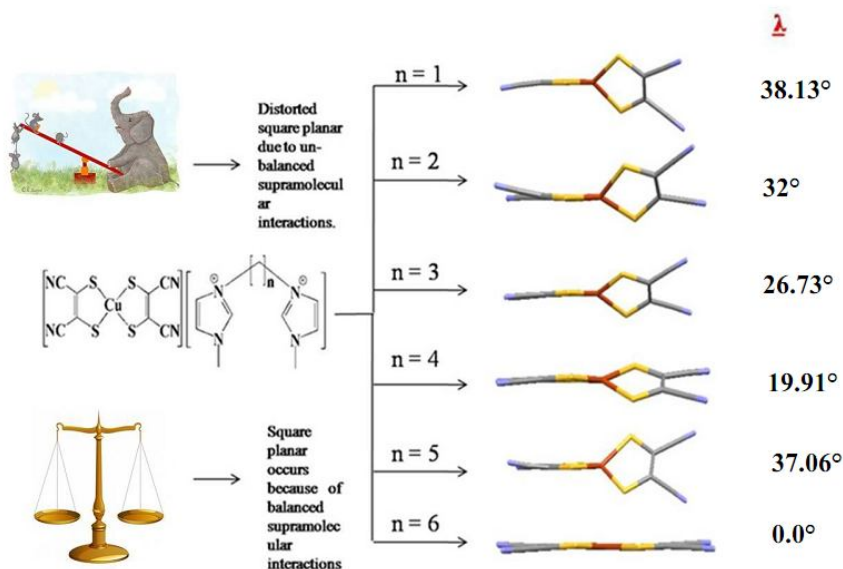 λ
n = 1
38.13°
Distorted
square planar
due to un-
balanced
supramolecul
ar
interactions.
n = 2
32°
n = 3
26.73°
NC S S CN
Cu
NC S S CN
N ⊕ n ⊕ N
N N
n = 4
19.91°
Square
planar
occurs
because of
balanced
supramolec
ular
interactions
n = 5
37.06°
n = 6
0.0°